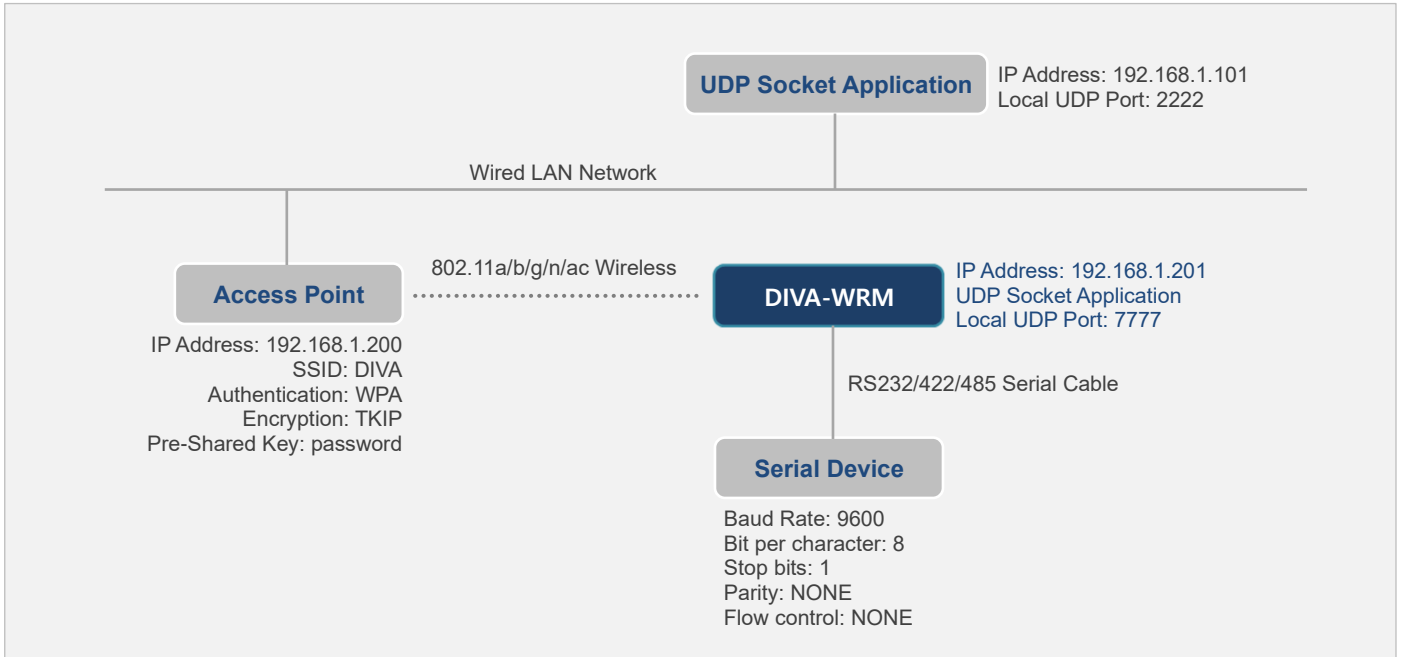 UDP Socket Application
IP Address: 192.168.1.101
Local UDP Port: 2222
Wired LAN Network
Access Point
802.11a/b/g/n/ac Wireless
DIVA-WRM
IP Address: 192.168.1.201
UDP Socket Application
Local UDP Port: 7777
IP Address: 192.168.1.200
SSID: DIVA
Authentication: WPA
Encryption: TKIP
Pre-Shared Key: password
RS232/422/485 Serial Cable
Serial Device
Baud Rate: 9600
Bit per character: 8
Stop bits: 1
Parity: NONE
Flow control: NONE